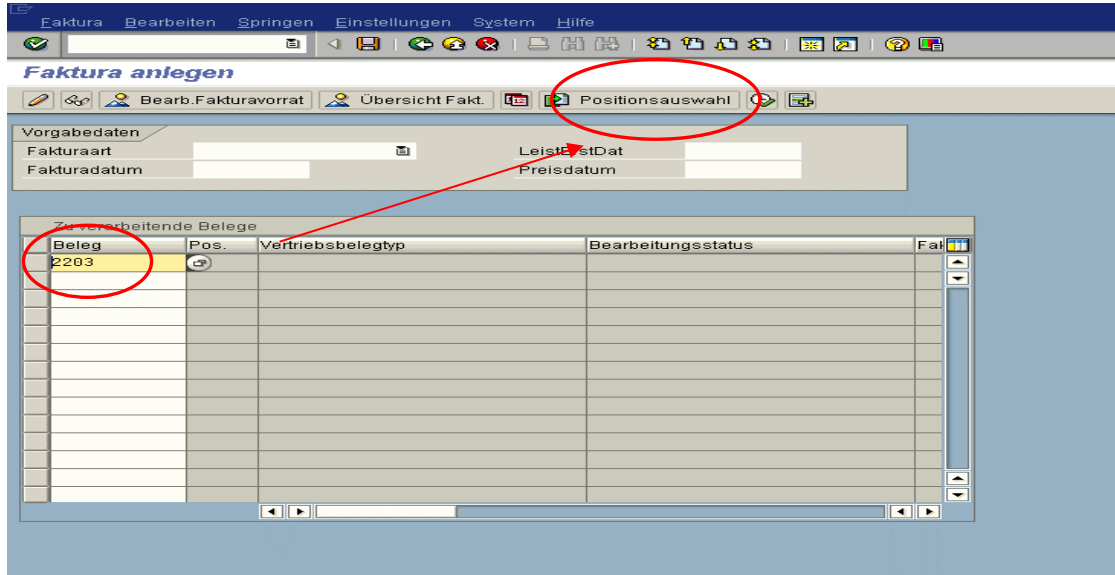 Faktura Bearbeiten Springen Einstellungen System Hilfe
Faktura anlegen
Bearb.Fakturavorrat Übersicht Fakt. Positionsauswahl
Vorgabedaten
Fakturaart LeistErstDat
Fakturadatum Preisdatum
Zu verarbeitende Belege
Beleg Pos. Vertriebsbelegtyp Bearbeitungsstatus Fak
2203